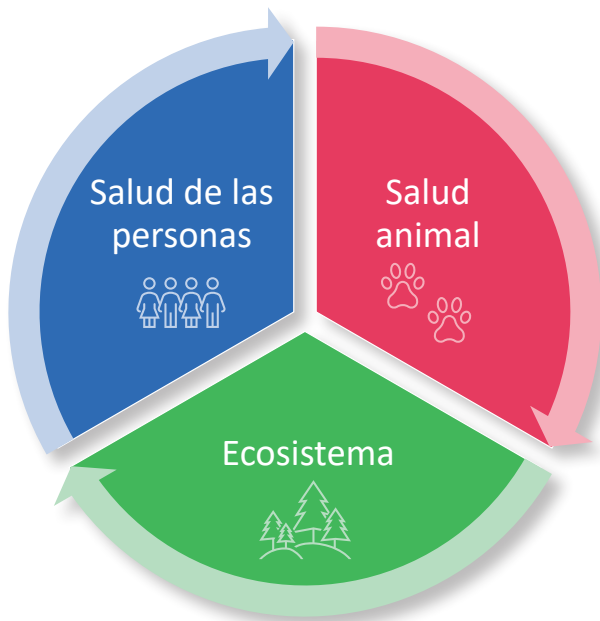 Salud de las
personas
Salud
animal
Ecosistema